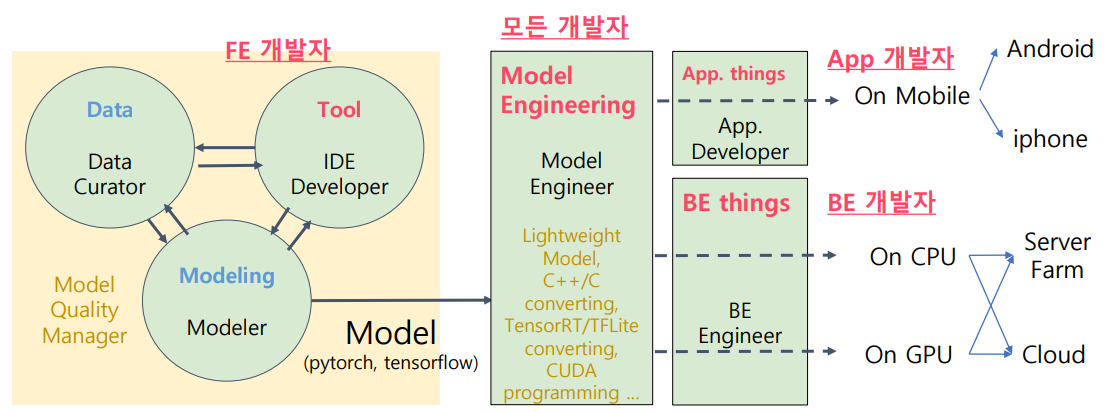 FE 개발자
Data
Data
Curator
Tool
IDE
Developer
Modeling
Modeler
Model
Quality
Manager
Model
(pytorch, tensorflow)
모든 개발자
Model
Engineering
Model
Engineer
Lightweight
Model,
C++/C
converting,
TensorRT/TFLite
converting,
CUDA
programming ...
App. things
App.
Developer
BE things
BE
Engineer
App 개발자
On Mobile
Android
iphone
BE 개발자
On CPU
On GPU
Server
Farm
Cloud